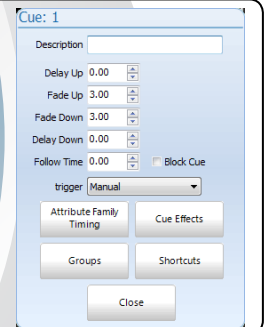 Cue: 1
Description
Delay Up 0.00
Fade Up 3.00
Fade Down 3.00
Delay Down 0.00
Follow Time 0.00 Block Cue
trigger Manual
Attribute Family
Timing
Cue Effects
Groups Shortcuts
Close